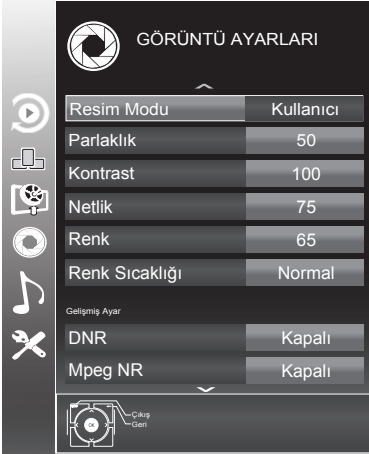 GÖRÜNTÜ AYARLARI
Resim Modu Kullanıcı
Parlaklık 50
Kontrast 100
Netlik 75
Renk 65
Renk Sıcaklığı Normal
Gelişmiş Ayar
DNR Kapalı
Mpeg NR Kapalı
Çıkış
OK
Geri